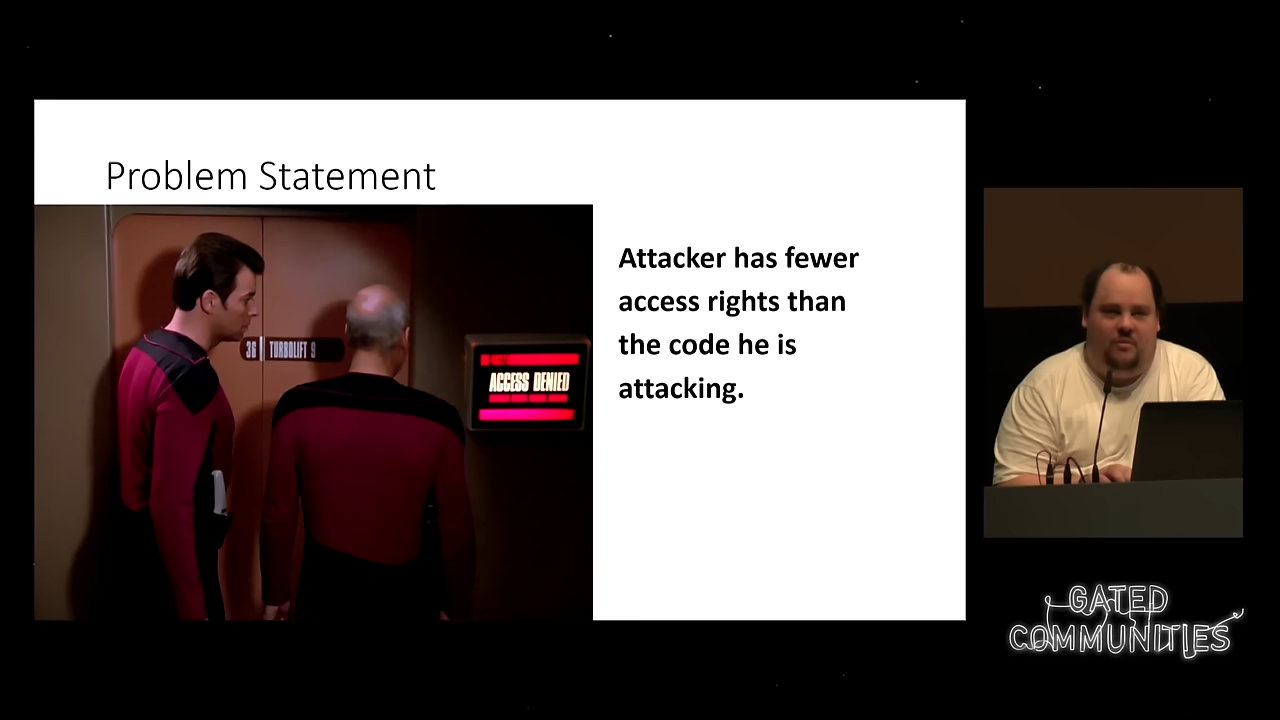 Problem Statement
Attacker has fewer
access rights than
the code he is
attacking.
36 TURBOLIFT 9
ACCESS DENIED
GATED
COMMUNITIES